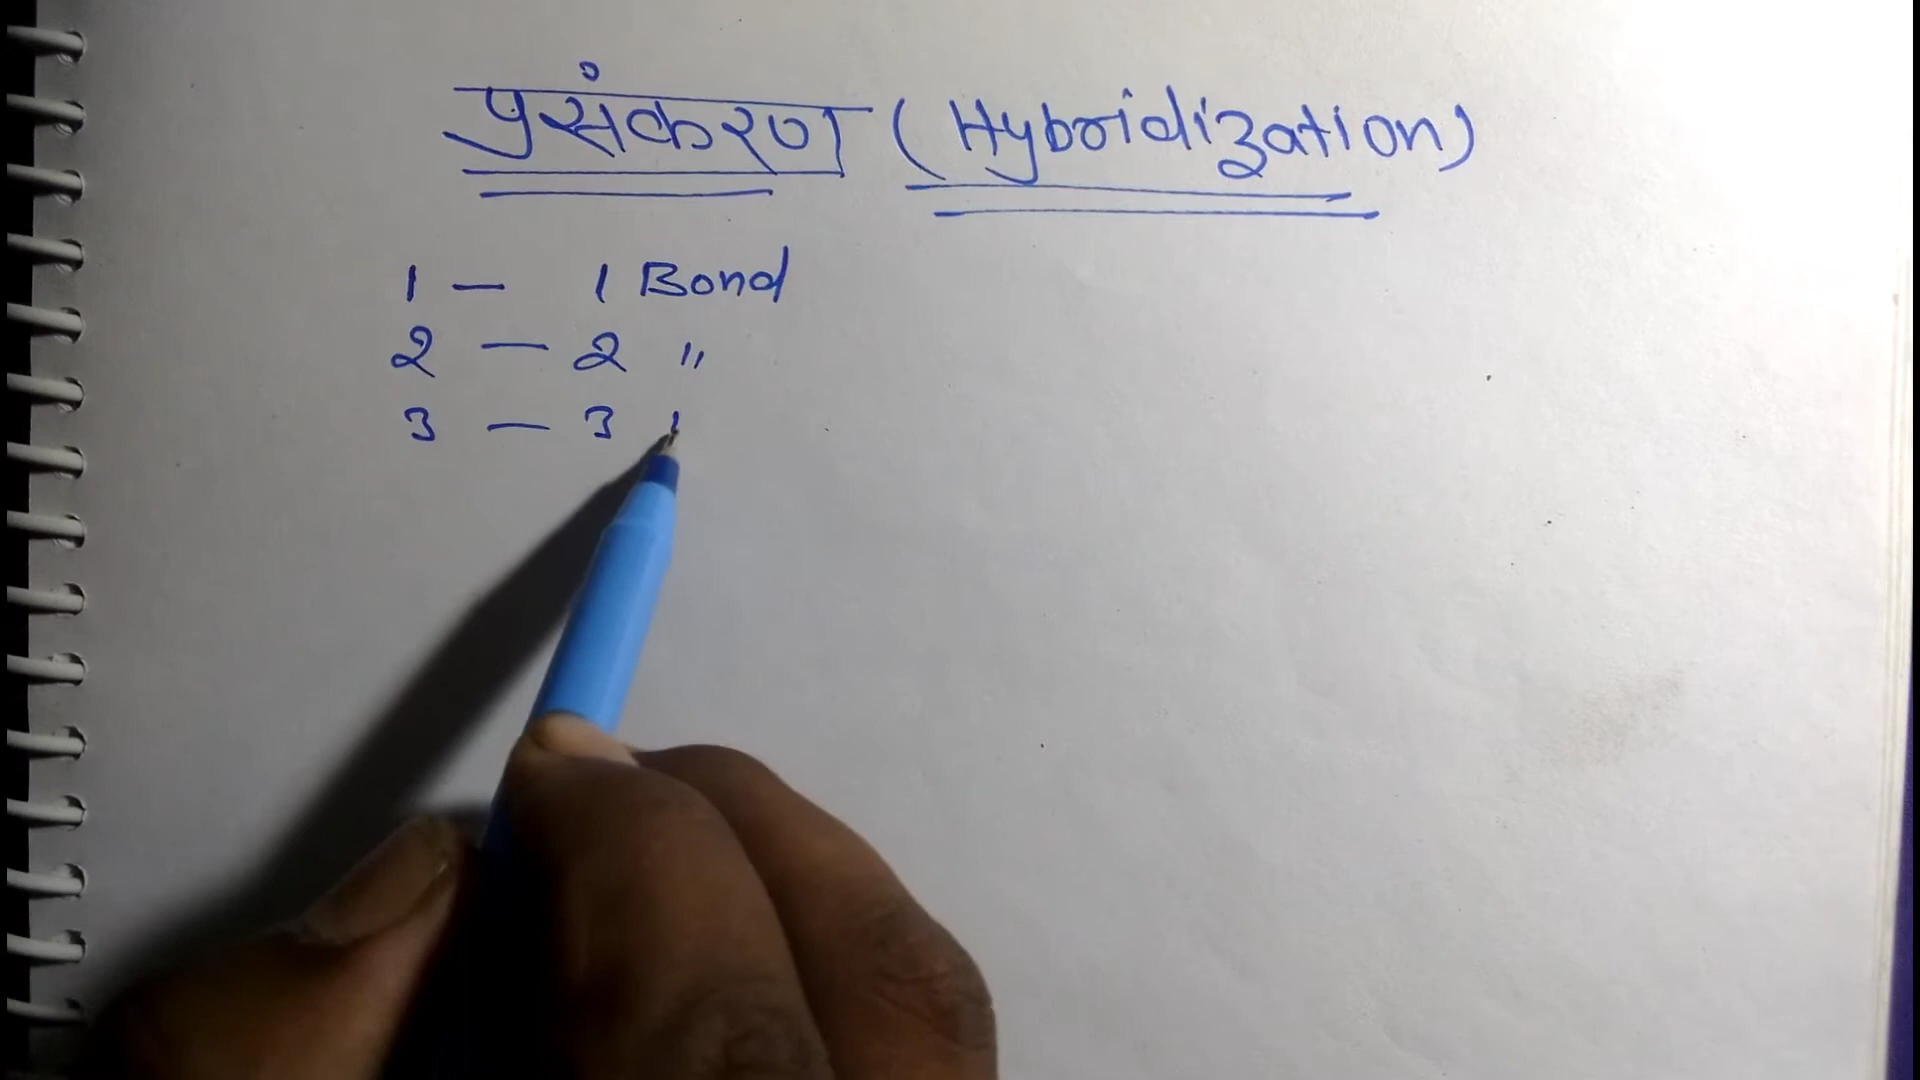 प्रसंकरण (Hybridization)
1 — 1 Bond
2 — 2 "
3 — 3 '